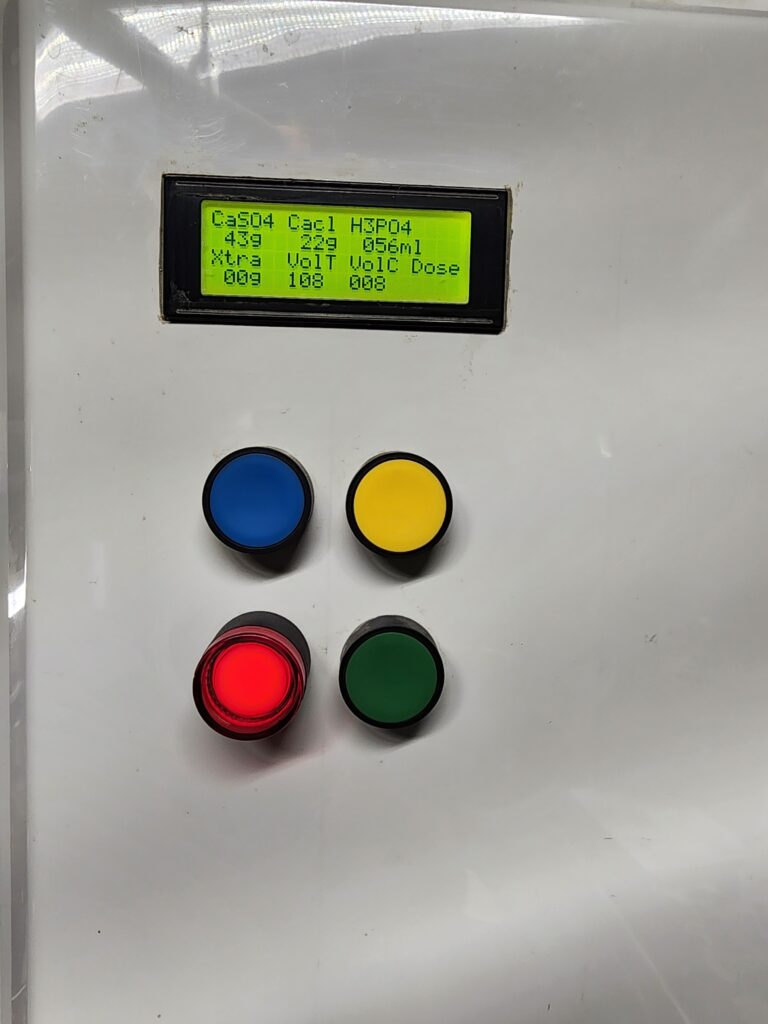 CaSO4 Cacl H3PO4
43g 22g 056ml
Xtra VolT VolC Dose
00g 108 008